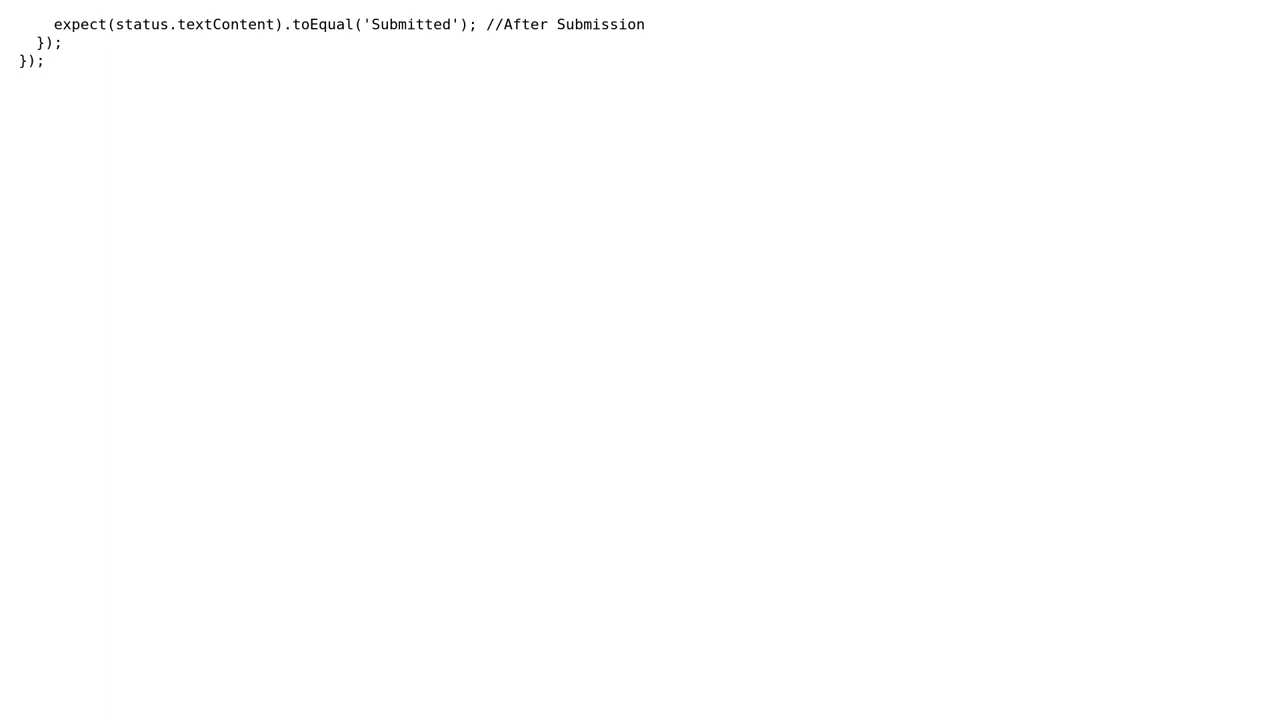 expect(status.textContent).toEqual('Submitted'); //After Submission
  });
});